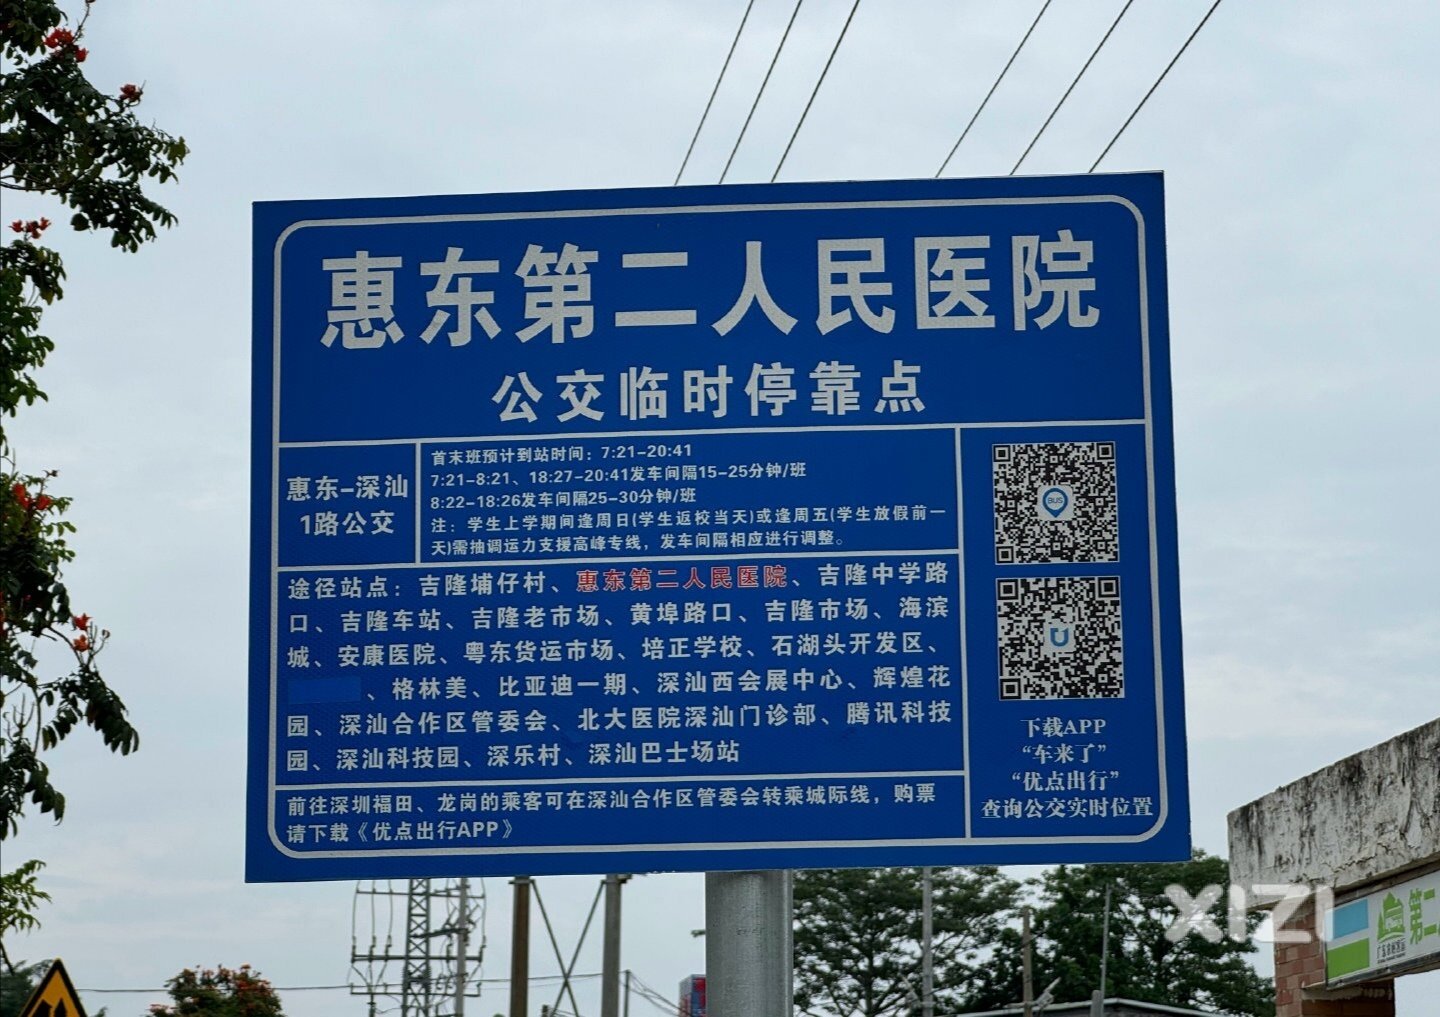 惠东第二人民医院
公交临时停靠点
惠东-深汕
1路公交
首末班预计到站时间：7:21-20:41
7:21-8:21、18:27-20:41发车间隔15-25分钟/班
8:22-18:26发车间隔25-30分钟/班
注：学生上学期间逢周日(学生返校当天)或逢周五(学生放假前一
天)需抽调运力支援高峰专线，发车间隔相应进行调整。
途径站点：吉隆埔仔村、惠东第二人民医院、吉隆中学路
口、吉隆车站、吉隆老市场、黄埠路口、吉隆市场、海滨
城、安康医院、粤东货运市场、培正学校、石湖头开发区、
、格林美、比亚迪一期、深汕西会展中心、辉煌花
园、深汕合作区管委会、北大医院深汕门诊部、腾讯科技
园、深汕科技园、深乐村、深汕巴士场站
前往深圳福田、龙岗的乘客可在深汕合作区管委会转乘城际线，购票
请下载《优点出行APP》
BUS
U
下载APP
“车来了”
“优点出行”
查询公交实时位置
XIZI
第二